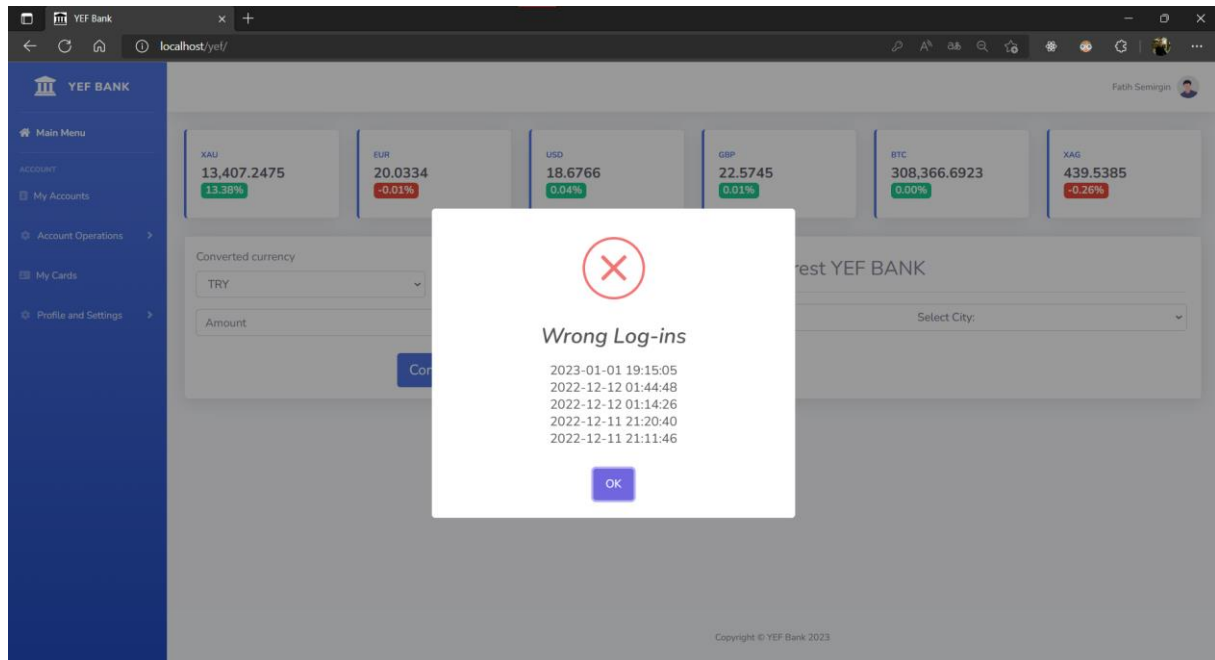 YEF Bank
localhost/yef/
YEF BANK
Fatih Semirgin
Main Menu
ACCOUNT
My Accounts
Account Operations
My Cards
Profile and Settings
XAU
13,407.2475
13.38%
EUR
20.0334
-0.01%
USD
18.6766
0.04%
GBP
22.5745
0.01%
BTC
308,366.6923
0.00%
XAG
439.5385
-0.26%
Converted currency
TRY
Amount
Cor
rest YEF BANK
Select City:
Wrong Log-ins
2023-01-01 19:15:05
2022-12-12 01:44:48
2022-12-12 01:14:26
2022-12-11 21:20:40
2022-12-11 21:11:46
OK
Copyright © YEF Bank 2023